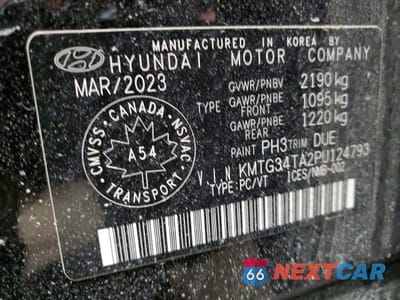 MANUFACTURED IN KOREA BY
HYUNDAI MOTOR COMPANY
MAR/2023
GVWR/PNBV 2190 kg
TYPE GAWR/PNBE FRONT 1095 kg
GAWR/PNBE REAR 1220 kg
PAINT PH3 TRIM DUE
V.I.N KMTG34TA2PU124793
TYPE:PC/VT ICES/NMB-002
CMVSS CANADA NSVAC
A54
TRANSPORT
66 NEXTCAR